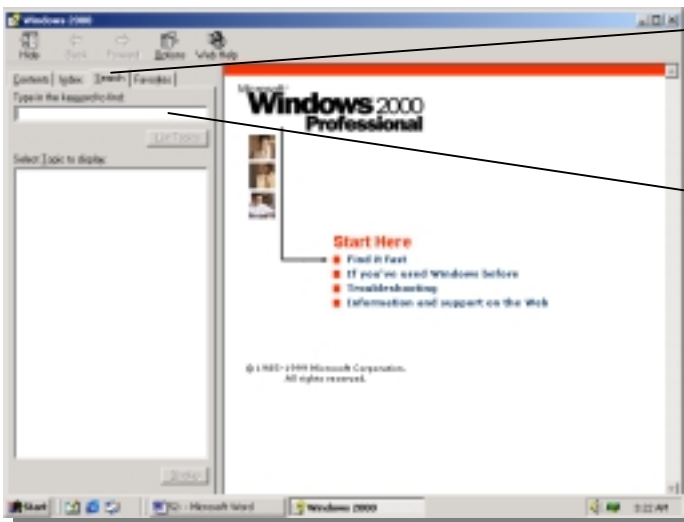 Windows 2000
Hide Back Forward Options Web Help
Contents Index Search Favorites
Type in the keyword to find:
List Topics
Select Topic to display:
Microsoft
Windows 2000
Professional
Start Here
Find it Fast
If you've used Windows before
Troubleshooting
Information and support on the Web
© 1985-1999 Microsoft Corporation.
All rights reserved.
Display
Start
- Microsoft Word
Windows 2000
3:22 AM